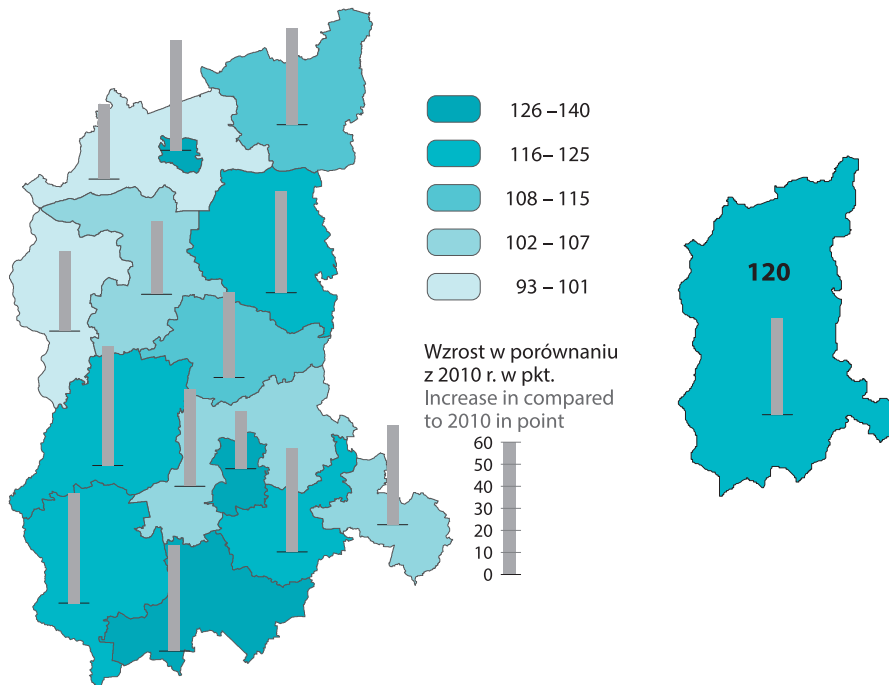 126 –140
116– 125
108 – 115
102 – 107
93 – 101
120
Wzrost w porównaniu
z 2010 r. w pkt.
Increase in compared
to 2010 in point
60
50
40
30
20
10
0